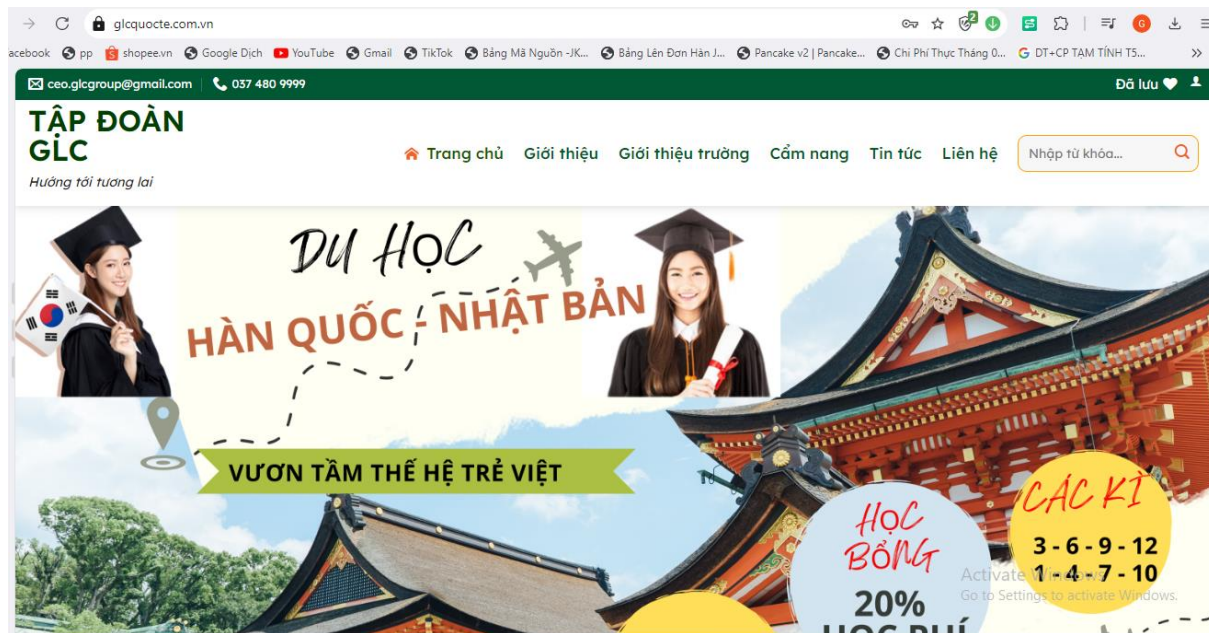 glcquocte.com.vn
2
G
acebook pp shopee.vn Google Dịch YouTube Gmail TikTok Bảng Mã Nguồn -JK... Bảng Lên Đơn Hàn J... Pancake v2 | Pancake... Chi Phí Thực Tháng 0... DT+CP TẠM TÍNH T5...
ceo.glcgroup@gmail.com 037 480 9999 Đã lưu
TẬP ĐOÀN
GLC
Hướng tới tương lai
Trang chủ Giới thiệu Giới thiệu trường Cẩm nang Tin tức Liên hệ Nhập từ khóa...
DU HỌC
HÀN QUỐC - NHẬT BẢN
VƯƠN TẦM THẾ HỆ TRẺ VIỆT
HỌC
BỔNG
20%
HỌC PHÍ
CÁC KÌ
3 - 6 - 9 - 12
1 - 4 - 7 - 10
Activate Windows
Go to Settings to activate Windows.